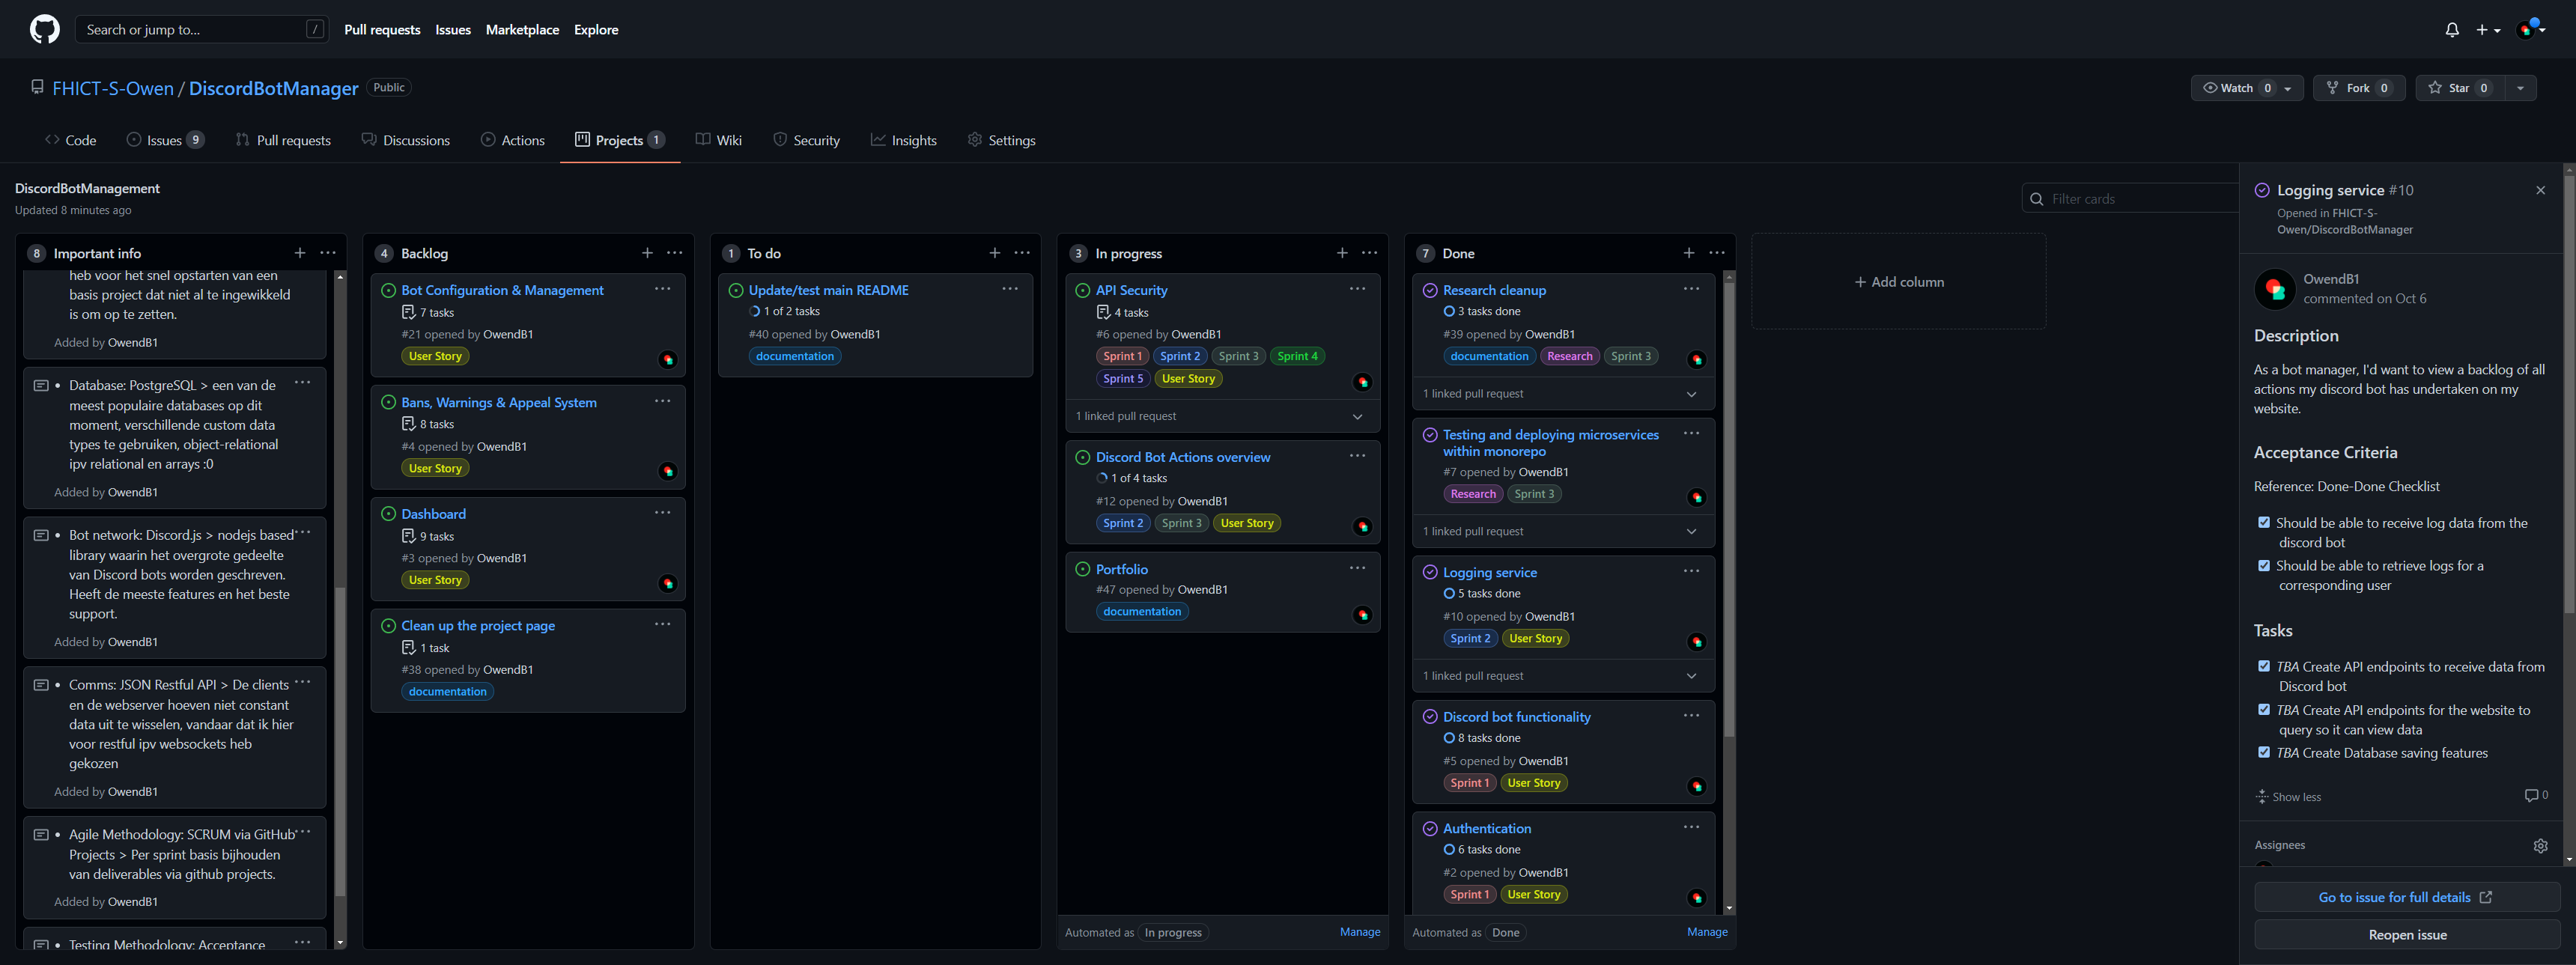 Search or jump to... /
Pull requests Issues Marketplace Explore
FHICT-S-Owen / DiscordBotManager Public
Watch 0
Fork 0
Star 0
Code
Issues 9
Pull requests
Discussions
Actions
Projects 1
Wiki
Security
Insights
Settings
DiscordBotManagement
Updated 8 minutes ago
Filter cards
8 Important info
heb voor het snel opstarten van een
basis project dat niet al te ingewikkeld
is om op te zetten.
Added by OwendB1
• Database: PostgreSQL > een van de
meest populaire databases op dit
moment, verschillende custom data
types te gebruiken, object-relational
ipv relational en arrays :0
Added by OwendB1
• Bot network: Discord.js > nodejs based
library waarin het overgrote gedeelte
van Discord bots worden geschreven.
Heeft de meeste features en het beste
support.
Added by OwendB1
• Comms: JSON Restful API > De clients
en de webserver hoeven niet constant
data uit te wisselen, vandaar dat ik hier
voor restful ipv websockets heb
gekozen
Added by OwendB1
• Agile Methodology: SCRUM via GitHub
Projects > Per sprint basis bijhouden
van deliverables via github projects.
Added by OwendB1
• Testing Methodology: Acceptance
4 Backlog
Bot Configuration & Management
7 tasks
#21 opened by OwendB1
User Story
Bans, Warnings & Appeal System
8 tasks
#4 opened by OwendB1
User Story
Dashboard
9 tasks
#3 opened by OwendB1
User Story
Clean up the project page
1 task
#38 opened by OwendB1
documentation
1 To do
Update/test main README
1 of 2 tasks
#40 opened by OwendB1
documentation
3 In progress
API Security
4 tasks
#6 opened by OwendB1
Sprint 1 Sprint 2 Sprint 3 Sprint 4
Sprint 5 User Story
1 linked pull request
Discord Bot Actions overview
1 of 4 tasks
#12 opened by OwendB1
Sprint 2 Sprint 3 User Story
Portfolio
#47 opened by OwendB1
documentation
Automated as In progress Manage
7 Done
Research cleanup
3 tasks done
#39 opened by OwendB1
documentation Research Sprint 3
1 linked pull request
Testing and deploying microservices
within monorepo
#7 opened by OwendB1
Research Sprint 3
1 linked pull request
Logging service
5 tasks done
#10 opened by OwendB1
Sprint 2 User Story
1 linked pull request
Discord bot functionality
8 tasks done
#5 opened by OwendB1
Sprint 1 User Story
Authentication
6 tasks done
#2 opened by OwendB1
Sprint 1 User Story
Automated as Done Manage
+ Add column
Logging service #10
Opened in FHICT-S-
Owen/DiscordBotManager
OwendB1
commented on Oct 6
Description
As a bot manager, I'd want to view a backlog of all
actions my discord bot has undertaken on my
website.
Acceptance Criteria
Reference: Done-Done Checklist
Should be able to receive log data from the
discord bot
Should be able to retrieve logs for a
corresponding user
Tasks
TBA Create API endpoints to receive data from
Discord bot
TBA Create API endpoints for the website to
query so it can view data
TBA Create Database saving features
Show less 0
Assignees
Go to issue for full details
Reopen issue